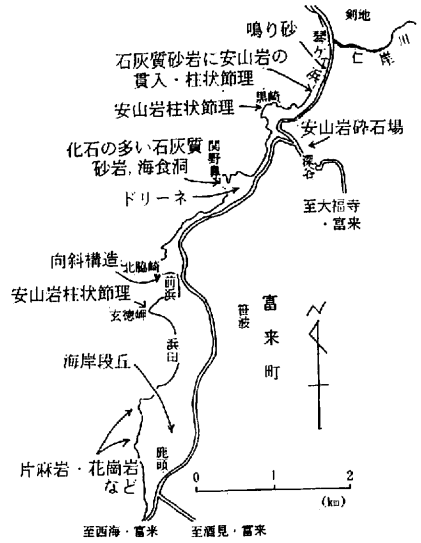 剣地
鳴り砂
琴ヶ浜
仁岸川
石灰質砂岩に安山岩の
貫入・柱状節理
黒崎
安山岩柱状節理
安山岩砕石場
化石の多い石灰質
砂岩，海食洞
関野鼻
深谷
ドリーネ
至大福寺
・富来
向斜構造
北脇崎
前浜
安山岩柱状節理
玄徳岬
笹波
富来町
N
浜田
海岸段丘
鹿頭
片麻岩・花崗岩
など
0 1 2
(km)
至西海・富来
至酒見・富来